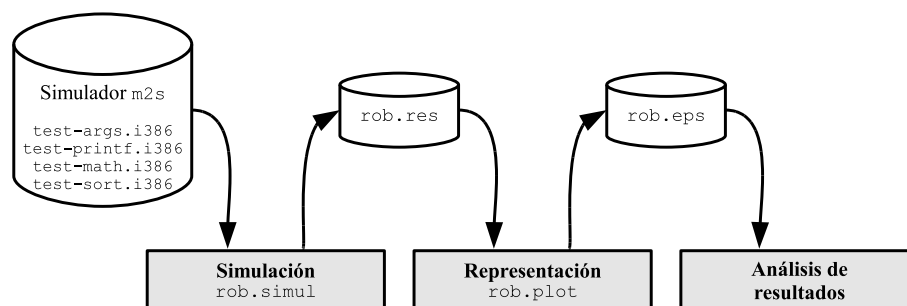 Simulador m2s
test-args.i386
test-printf.i386
test-math.i386
test-sort.i386
rob.res
rob.eps
Simulación
rob.simul
Representación
rob.plot
Análisis de
resultados